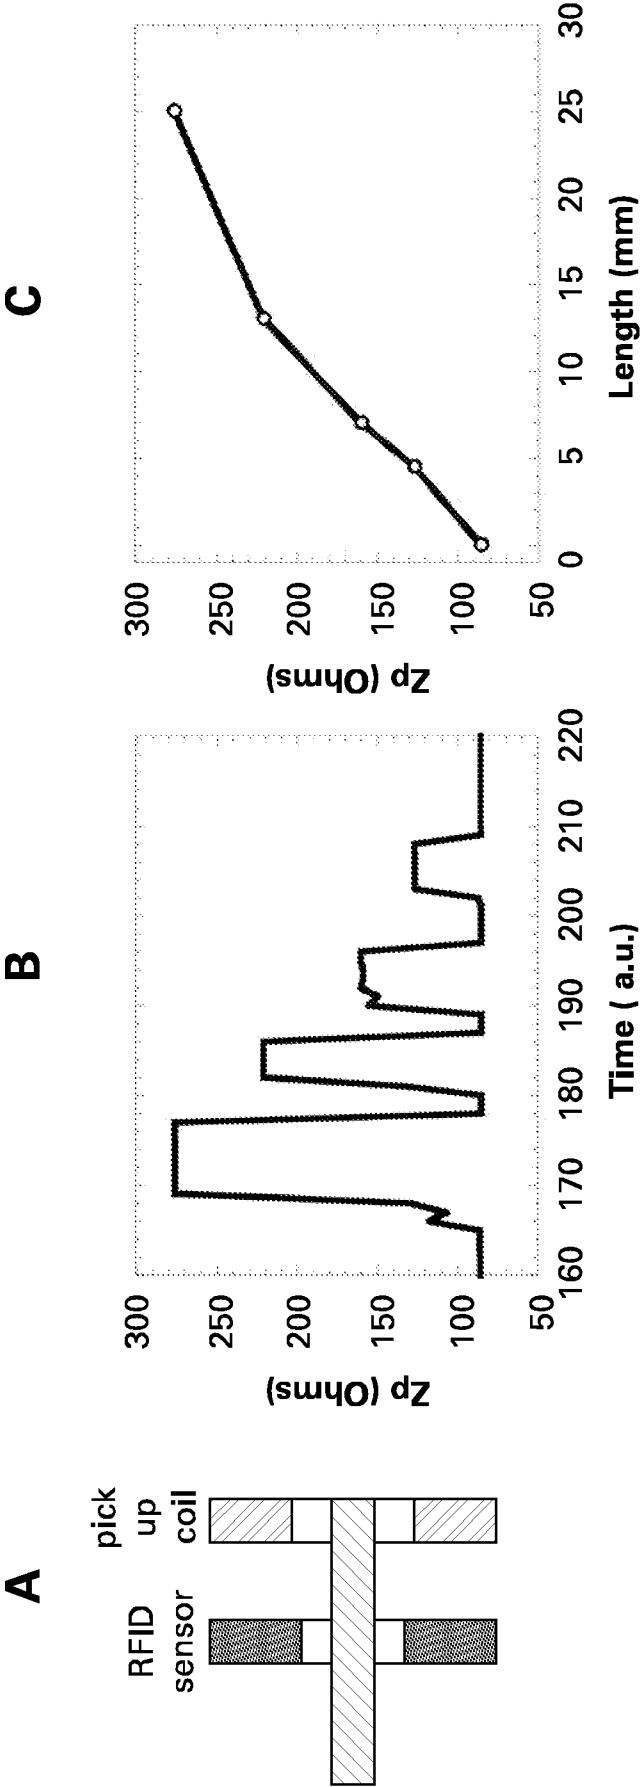 A
RFID
sensor
pick
up
coil
B
Zp (Ohms)
300
250
200
150
100
50
160 170 180 190 200 210 220
Time ( a.u.)
C
Zp (Ohms)
300
250
200
150
100
50
0 5 10 15 20 25 30
Length (mm)